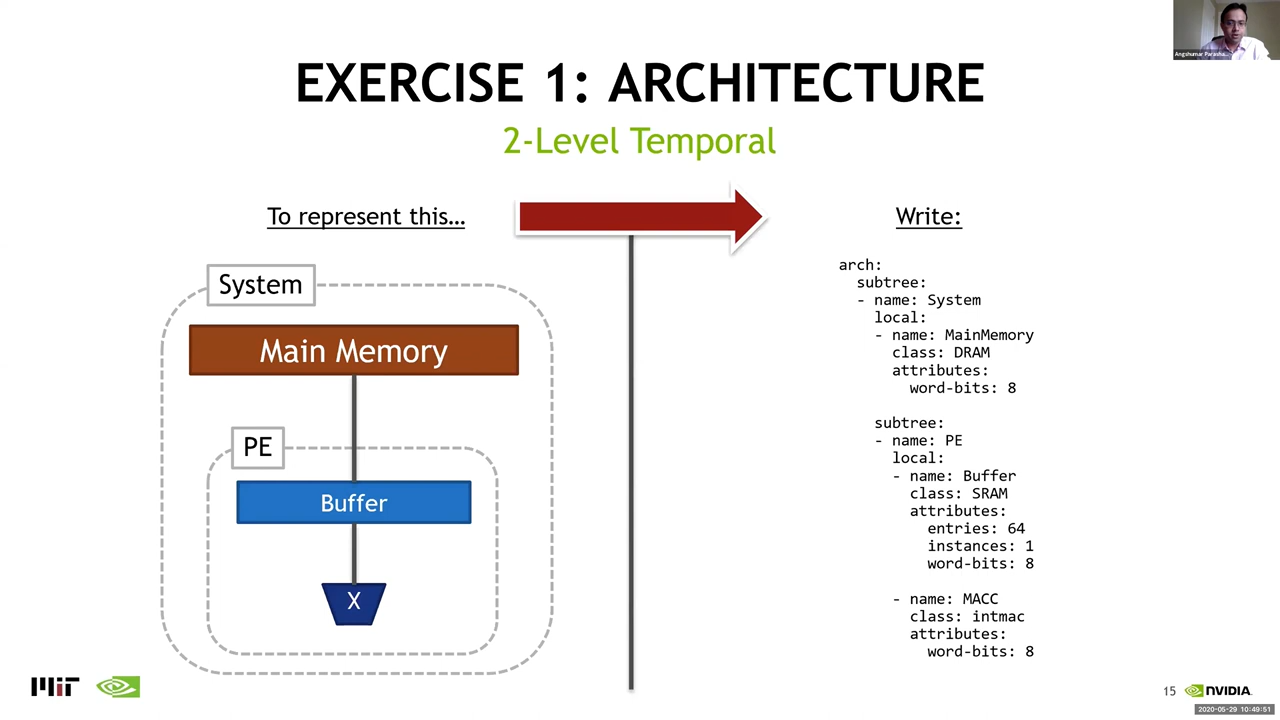 Angshumar Parasha...
EXERCISE 1: ARCHITECTURE
2-Level Temporal
To represent this…
Write:
System
Main Memory
PE
Buffer
X
arch:
  subtree:
  - name: System
    local:
    - name: MainMemory
      class: DRAM
      attributes:
        word-bits: 8
    subtree:
    - name: PE
      local:
      - name: Buffer
        class: SRAM
        attributes:
          entries: 64
          instances: 1
          word-bits: 8
      - name: MACC
        class: intmac
        attributes:
          word-bits: 8
MIT
15
NVIDIA.
2020-05-29 10:49:51